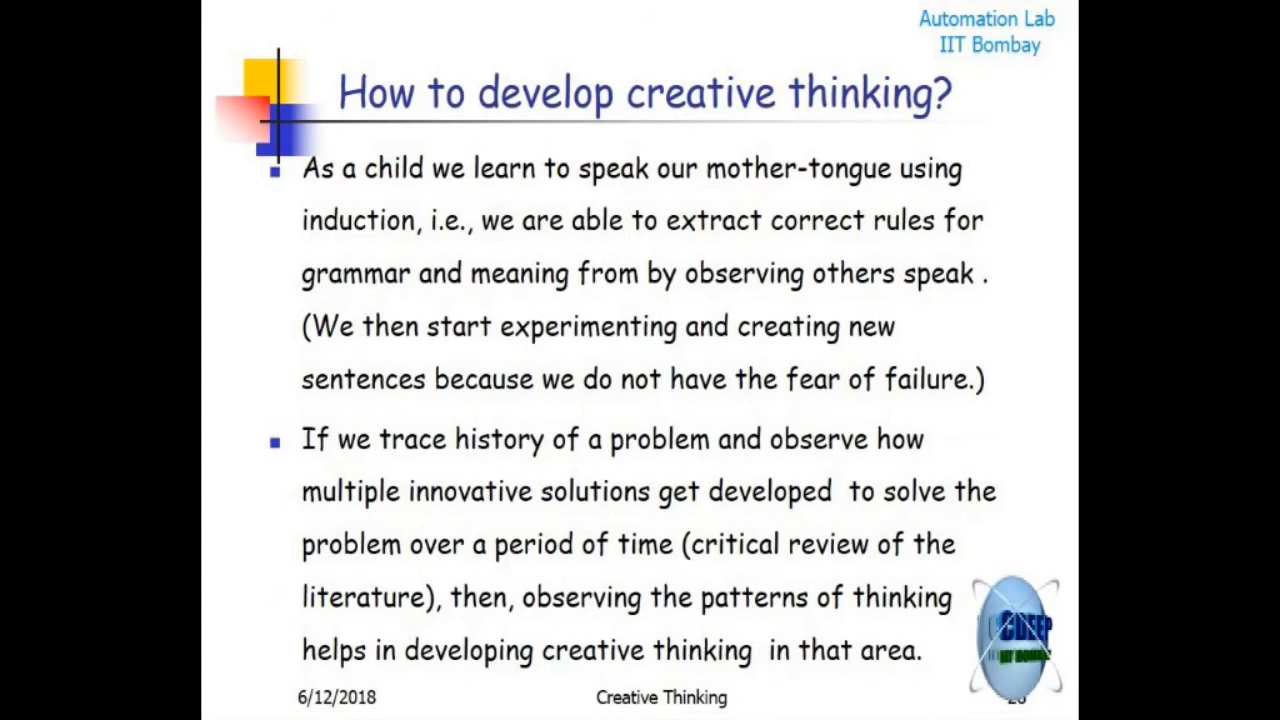 Automation Lab
IIT Bombay
How to develop creative thinking?
As a child we learn to speak our mother-tongue using
induction, i.e., we are able to extract correct rules for
grammar and meaning from by observing others speak .
(We then start experimenting and creating new
sentences because we do not have the fear of failure.)
If we trace history of a problem and observe how
multiple innovative solutions get developed to solve the
problem over a period of time (critical review of the
literature), then, observing the patterns of thinking
helps in developing creative thinking in that area.
CDEEP
IIT BOMBAY
6/12/2018
Creative Thinking